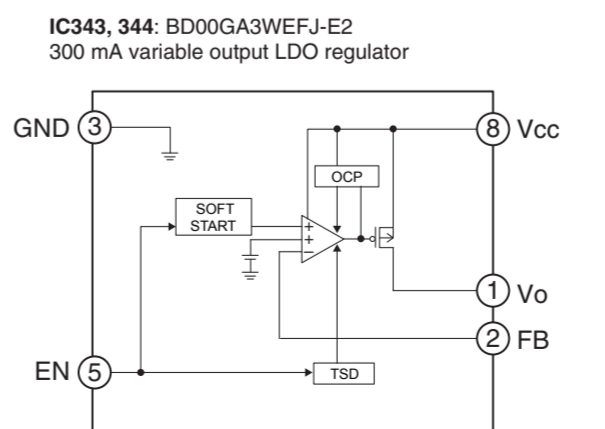 IC343, 344: BD00GA3WEFJ-E2
300 mA variable output LDO regulator
GND 3
8 Vcc
OCP
SOFT
START
+
+
−
1 Vo
2 FB
EN 5
TSD